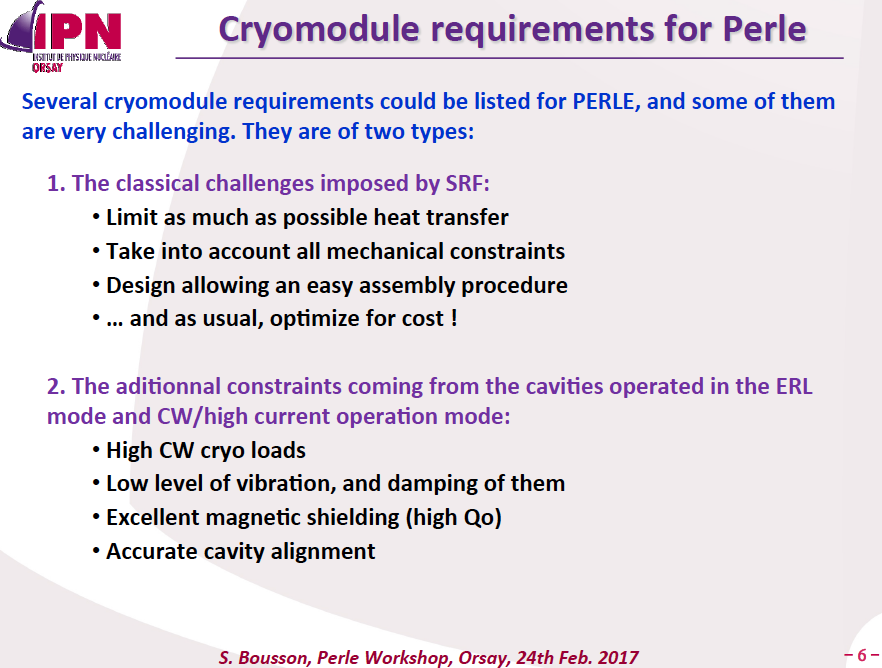 IPN
INSTITUT DE PHYSIQUE NUCLÉAIRE
ORSAY
Cryomodule requirements for Perle
Several cryomodule requirements could be listed for PERLE, and some of them
are very challenging. They are of two types:
1. The classical challenges imposed by SRF:
• Limit as much as possible heat transfer
• Take into account all mechanical constraints
• Design allowing an easy assembly procedure
• … and as usual, optimize for cost !
2. The aditionnal constraints coming from the cavities operated in the ERL
mode and CW/high current operation mode:
• High CW cryo loads
• Low level of vibration, and damping of them
• Excellent magnetic shielding (high Qo)
• Accurate cavity alignment
S. Bousson, Perle Workshop, Orsay, 24th Feb. 2017
– 6 –